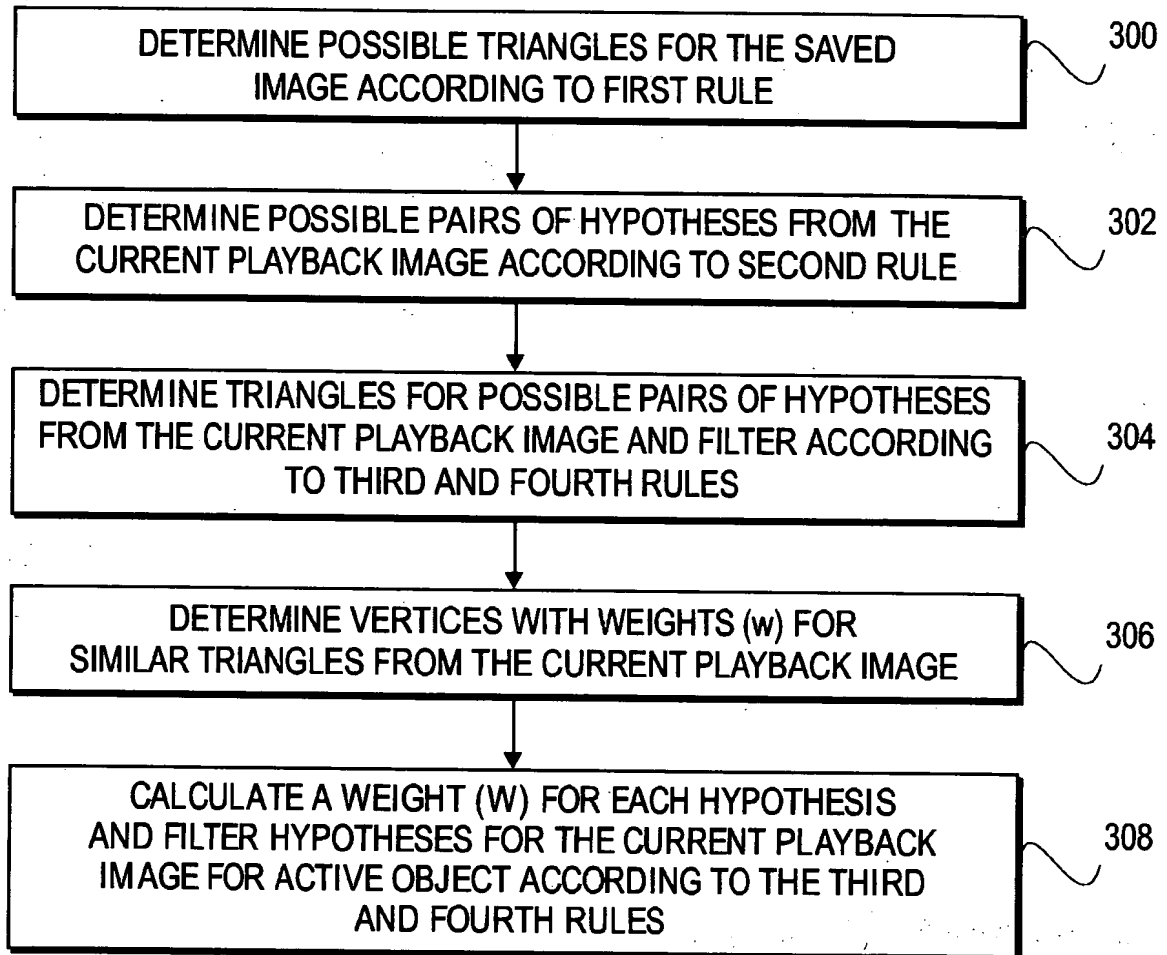 DETERMINE POSSIBLE TRIANGLES FOR THE SAVED
IMAGE ACCORDING TO FIRST RULE
300
DETERMINE POSSIBLE PAIRS OF HYPOTHESES FROM THE
CURRENT PLAYBACK IMAGE ACCORDING TO SECOND RULE
302
DETERMINE TRIANGLES FOR POSSIBLE PAIRS OF HYPOTHESES
FROM THE CURRENT PLAYBACK IMAGE AND FILTER ACCORDING
TO THIRD AND FOURTH RULES
304
DETERMINE VERTICES WITH WEIGHTS (w) FOR
SIMILAR TRIANGLES FROM THE CURRENT PLAYBACK IMAGE
306
CALCULATE A WEIGHT (W) FOR EACH HYPOTHESIS
AND FILTER HYPOTHESES FOR THE CURRENT PLAYBACK
IMAGE FOR ACTIVE OBJECT ACCORDING TO THE THIRD
AND FOURTH RULES
308